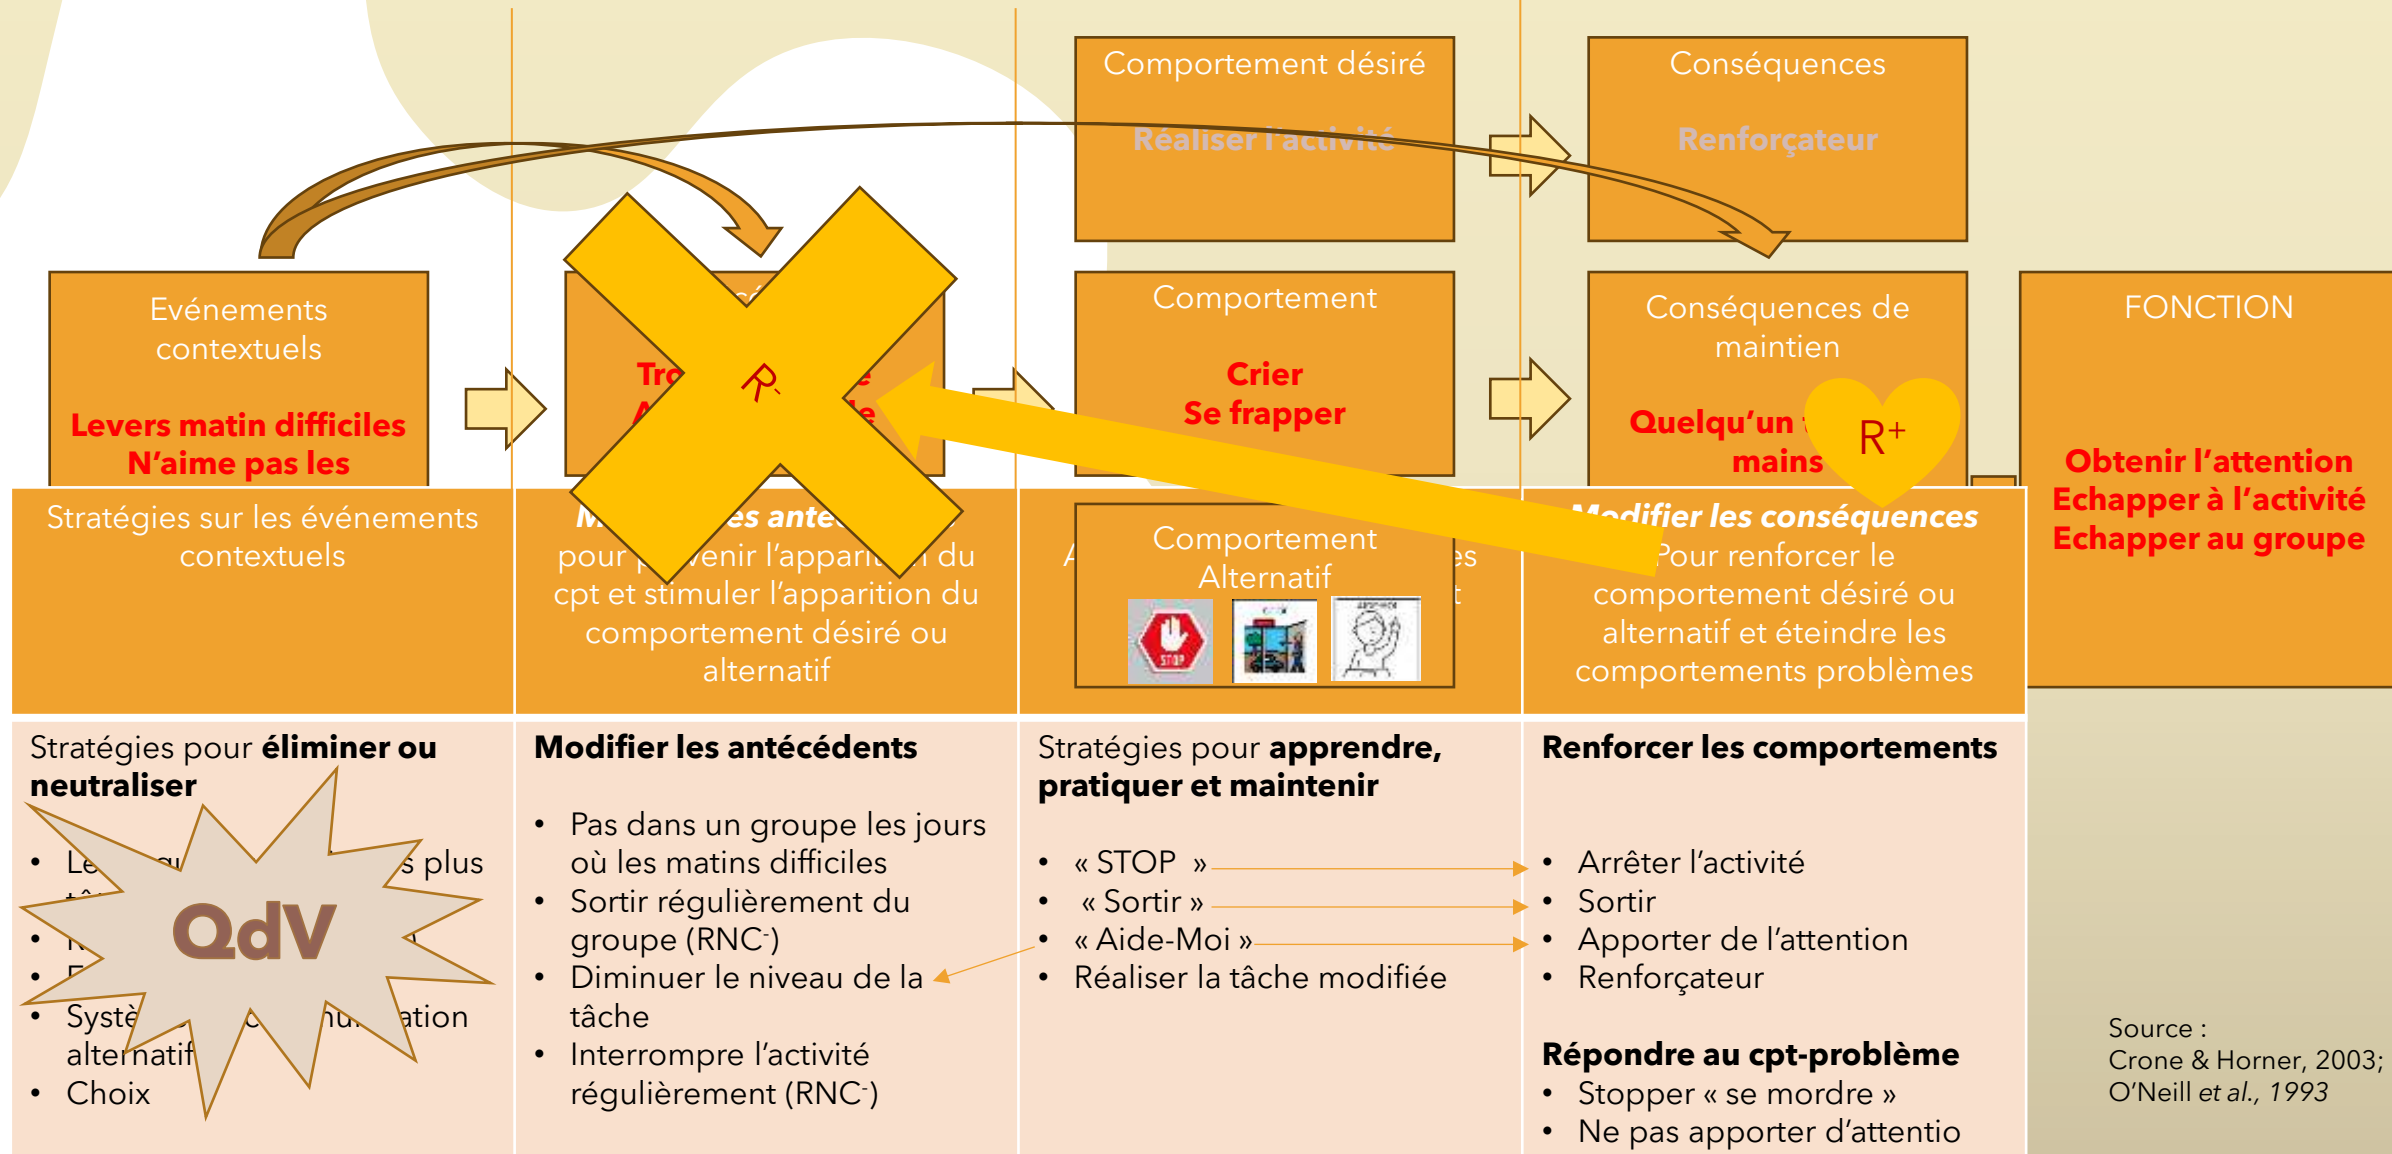 Comportement désiré
Réaliser l'activité
Conséquences
Renforçateur
Evénements
contextuels
Levers matin difficiles
N'aime pas les
R-
Comportement
Crier
Se frapper
Conséquences de
maintien
Quelqu'un
mains
R+
FONCTION
Obtenir l'attention
Echapper à l'activité
Echapper au groupe
Stratégies sur les événements
contextuels
pour l'apparition du
cpt et stimuler l'apparition du
comportement désiré ou
alternatif
Comportement
Alternatif
STOP
Modifier les conséquences
Pour renforcer le
comportement désiré ou
alternatif et éteindre les
comportements problèmes
Stratégies pour éliminer ou
neutraliser
• plus
QdV
•
•
•
alternatif
• Choix
Modifier les antécédents
• Pas dans un groupe les jours
où les matins difficiles
• Sortir régulièrement du
groupe (RNC-)
• Diminuer le niveau de la
tâche
• Interrompre l'activité
régulièrement (RNC-)
Stratégies pour apprendre,
pratiquer et maintenir
• « STOP »
• « Sortir »
• « Aide-Moi »
• Réaliser la tâche modifiée
Renforcer les comportements
• Arrêter l'activité
• Sortir
• Apporter de l'attention
• Renforçateur
Répondre au cpt-problème
• Stopper « se mordre »
• Ne pas apporter d'attentio
Source :
Crone & Horner, 2003;
O'Neill et al., 1993